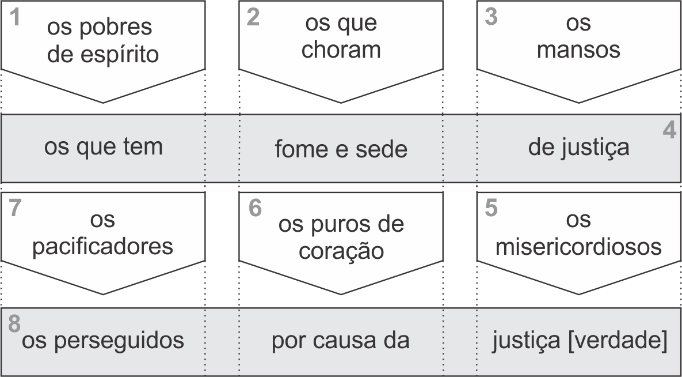 1
os pobres
de espírito
2
os que
choram
3
os
mansos
os que tem fome e sede de justiça
4
7
os
pacificadores
6
os puros de
coração
5
os
misericordiosos
8
os perseguidos por causa da justiça [verdade]